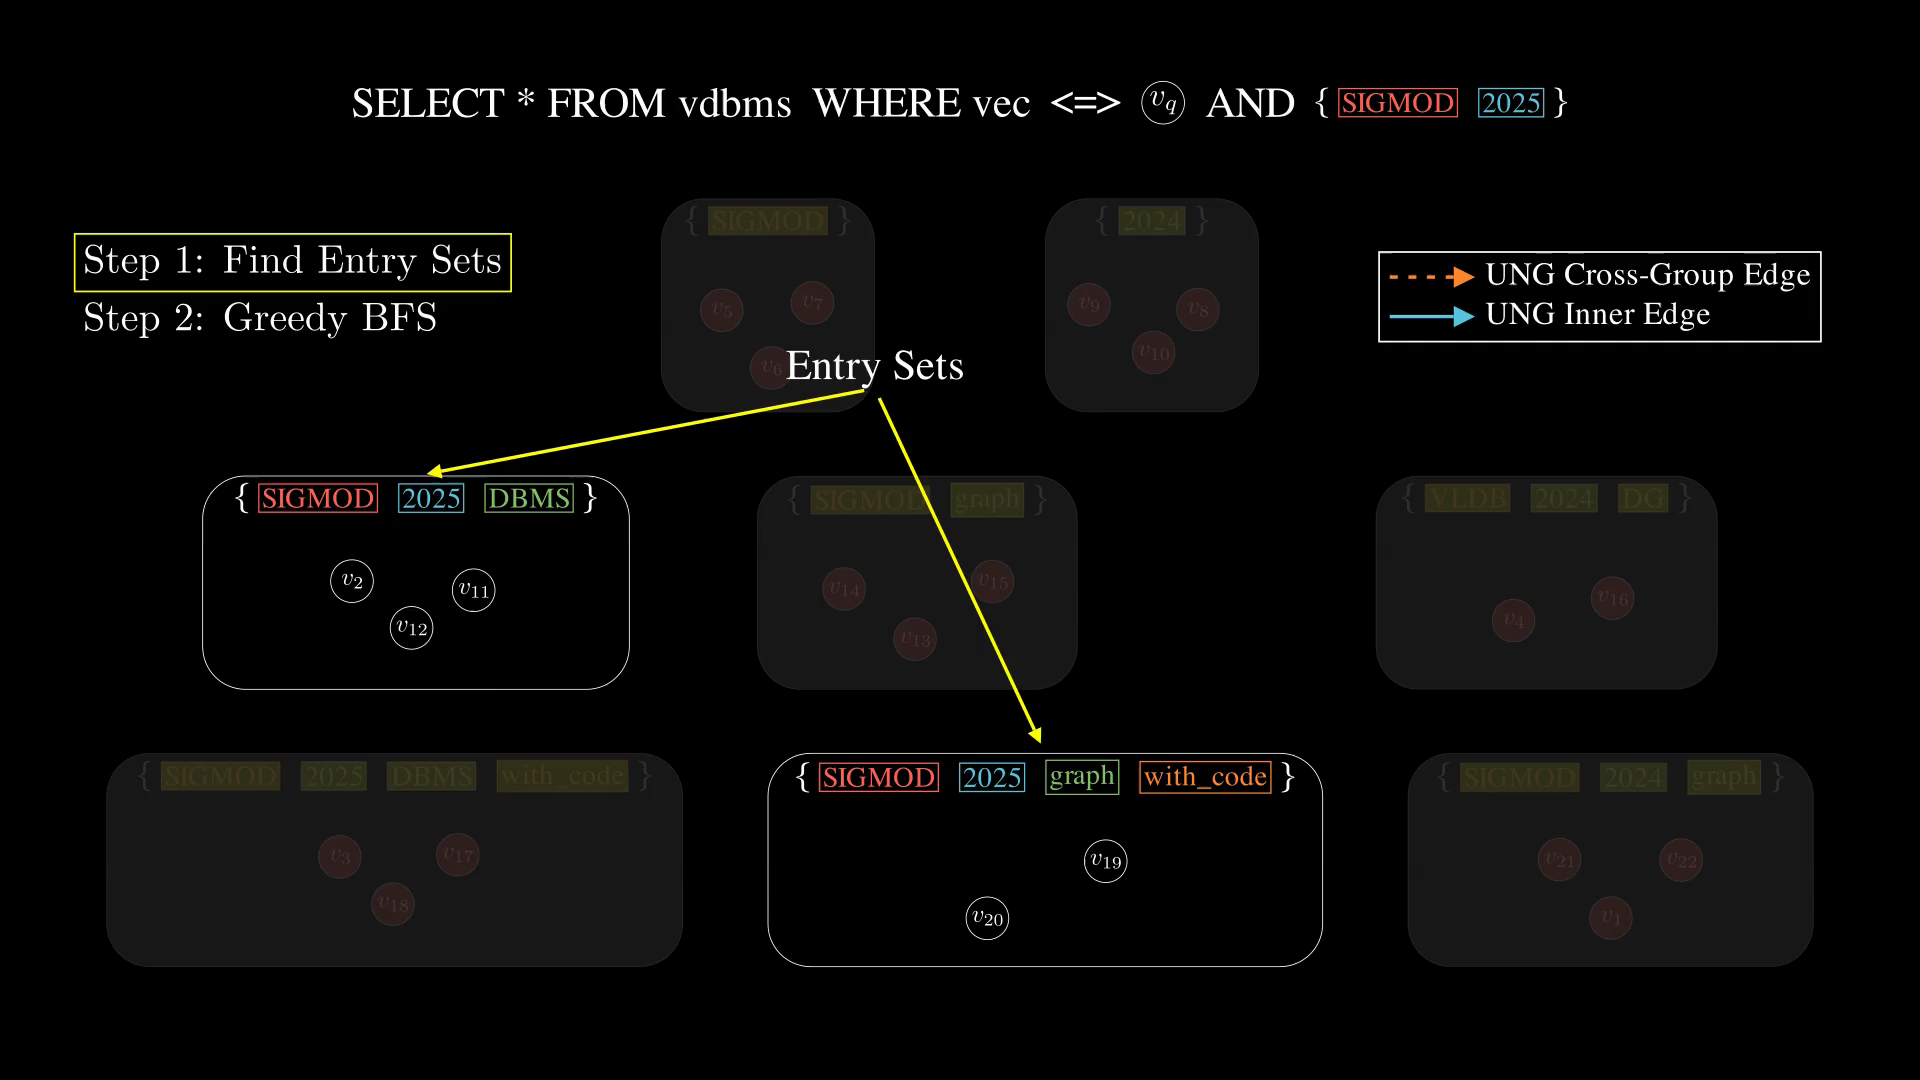 SELECT * FROM vdbms WHERE vec <=> v_q AND { SIGMOD 2025 }
Step 1: Find Entry Sets
Step 2: Greedy BFS
{ SIGMOD }
v5 v7
v6
{ 2024 }
v9 v8
v10
UNG Cross-Group Edge
UNG Inner Edge
Entry Sets
{ SIGMOD 2025 DBMS }
v2 v11
v12
{ SIGMOD graph }
v14 v15
v13
{ VLDB 2024 DG }
v16
v4
{ SIGMOD 2025 DBMS with_code }
v3 v17
v18
{ SIGMOD 2025 graph with_code }
v19
v20
{ SIGMOD 2024 graph }
v21 v22
v1